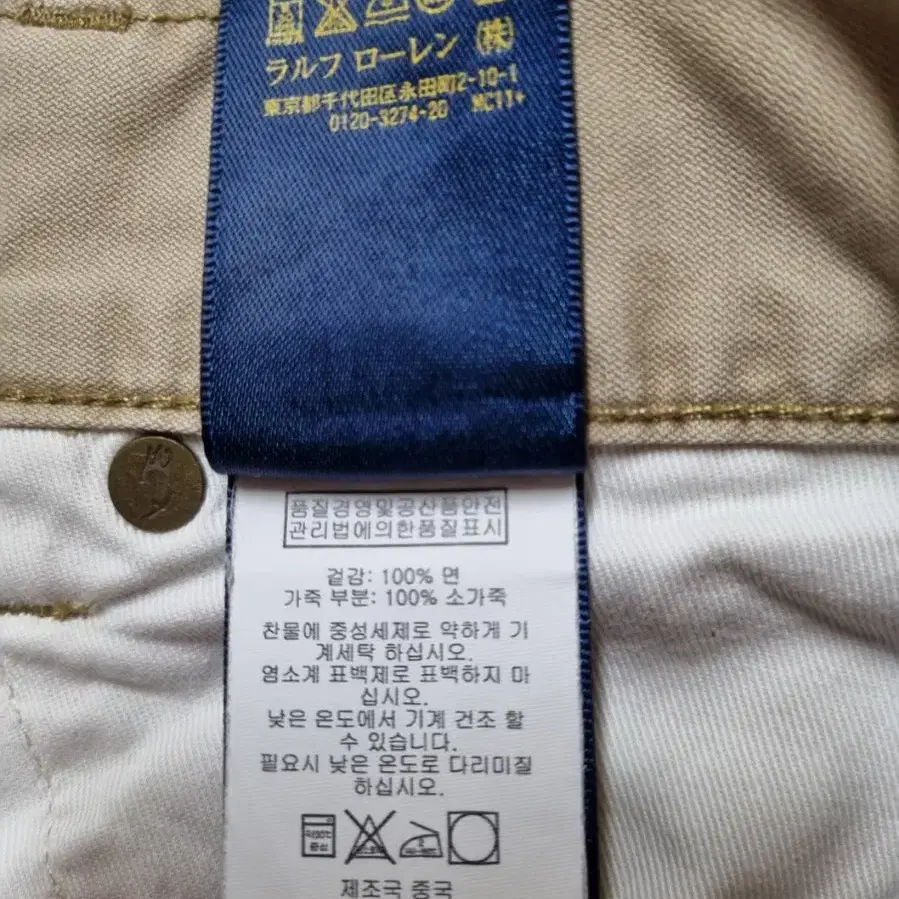 ラルフ ローレン ㈱
東京都千代田区永田町2-10-1
0120-3274-20 MC11+
품질경영및공산품안전
관리법에의한품질표시
겉감: 100% 면
가죽 부분: 100% 소가죽
찬물에 중성세제로 약하게 기
계세탁 하십시오.
염소계 표백제로 표백하지 마
십시오.
낮은 온도에서 기계 건조 할
수 있습니다.
필요시 낮은 온도로 다리미질
하십시오.
제조국 중국